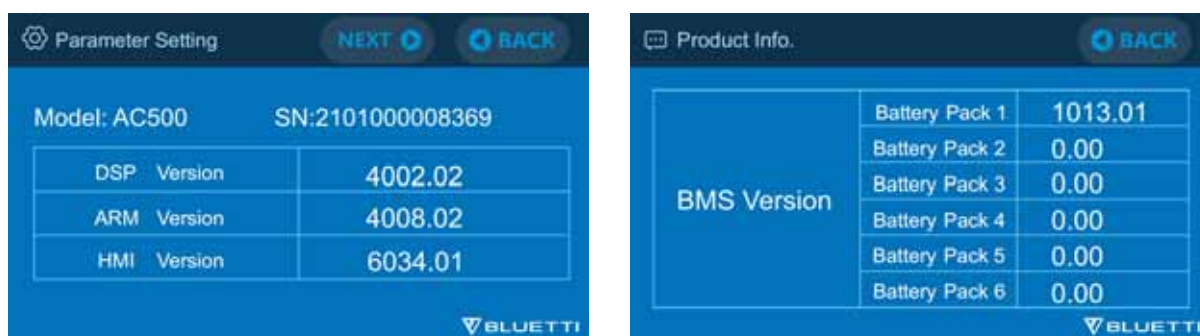 Parameter Setting NEXT BACK
Model: AC500 SN:2101000008369
DSP Version 4002.02
ARM Version 4008.02
HMI Version 6034.01
BLUETTI
Product Info. BACK
BMS Version
Battery Pack 1 1013.01
Battery Pack 2 0.00
Battery Pack 3 0.00
Battery Pack 4 0.00
Battery Pack 5 0.00
Battery Pack 6 0.00
BLUETTI